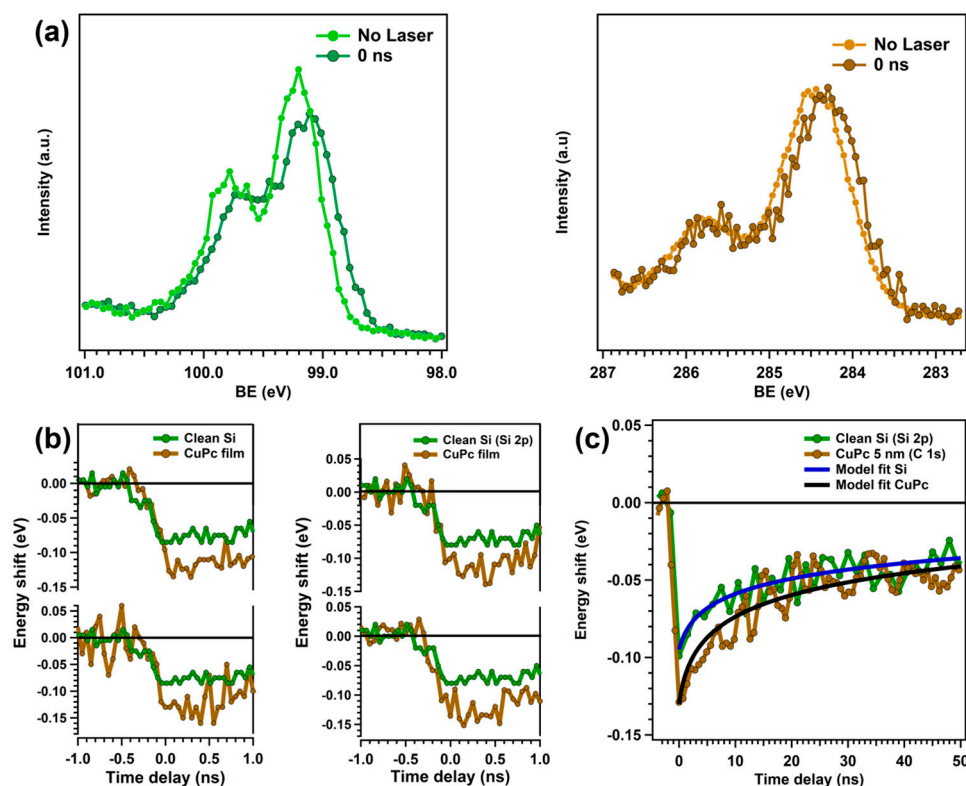 (a)
No Laser
0 ns
Intensity (a.u.)
101.0
100.0
99.0
98.0
BE (eV)
No Laser
0 ns
Intensity (a.u)
287
286
285
284
283
BE (eV)
(b)
Clean Si
CuPc film
0.00
-0.05
-0.10
-0.15
0.05
0.00
-0.05
-0.10
-0.15
Energy shift (eV)
-1.0
-0.5
0.0
0.5
1.0
Time delay (ns)
Clean Si (Si 2p)
CuPc film
0.05
0.00
-0.05
-0.10
-0.15
0.05
0.00
-0.05
-0.10
-0.15
Energy shift (eV)
-1.0
-0.5
0.0
0.5
1.0
Time delay (ns)
(c)
Clean Si (Si 2p)
CuPc 5 nm (C 1s)
Model fit Si
Model fit CuPc
0.00
-0.05
-0.10
-0.15
Energy shift (eV)
0
10
20
30
40
50
Time delay (ns)